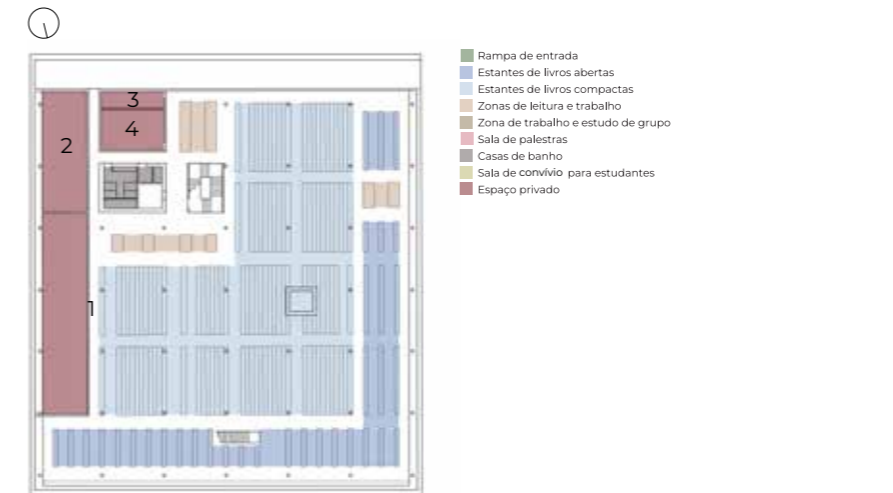 3
4
2
1
Rampa de entrada
Estantes de livros abertas
Estantes de livros compactas
Zonas de leitura e trabalho
Zona de trabalho e estudo de grupo
Sala de palestras
Casas de banho
Sala de convívio para estudantes
Espaço privado